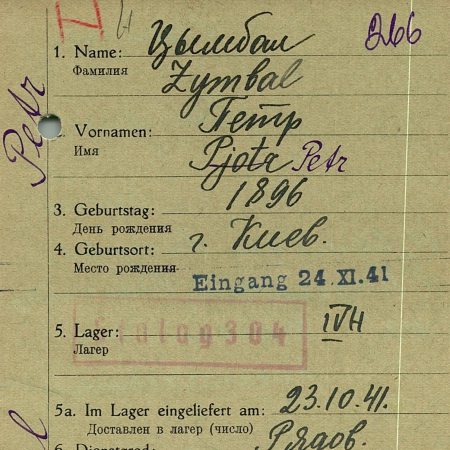 266
1. Name: Цымбал
Фамилия
Zymbal
Petr
Vornamen: Петр
Имя
Pjotr Petr
1896
3. Geburtstag:
День рождения
4. Geburtsort: г. Киев.
Место рождения
Eingang 24.XI.41
5. Lager: Stalag 304 IVH
Лагерь
5a. Im Lager eingeliefert am: 23.10.41.
Доставлен в лагерь (число)
6. Dienstgrad: Рядов.